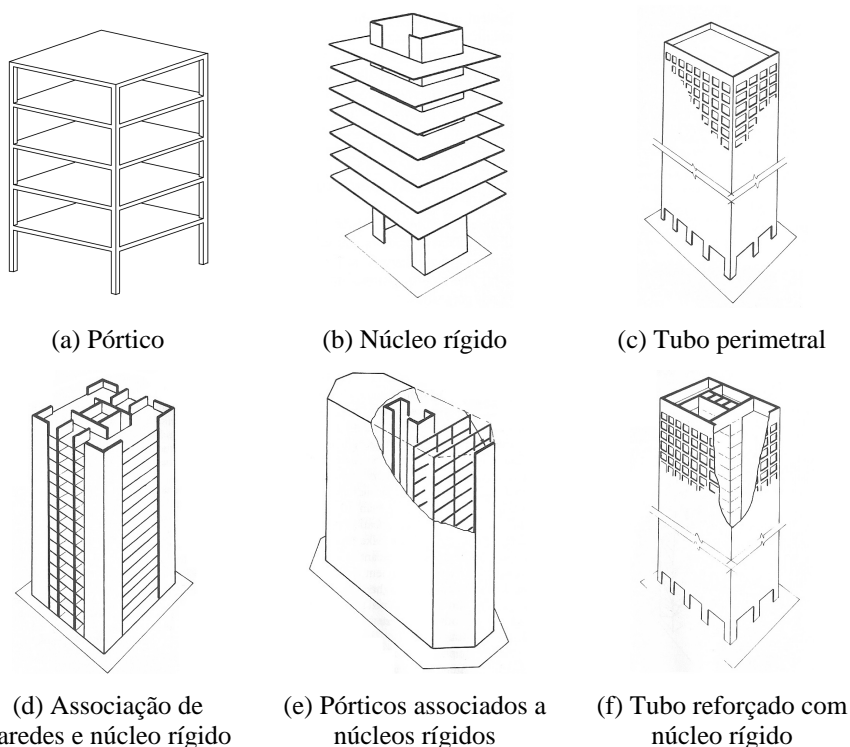 (a) Pórtico
(b) Núcleo rígido
(c) Tubo perimetral
(d) Associação de
aredes e núcleo rígido
(e) Pórticos associados a
núcleos rígidos
(f) Tubo reforçado com
núcleo rígido